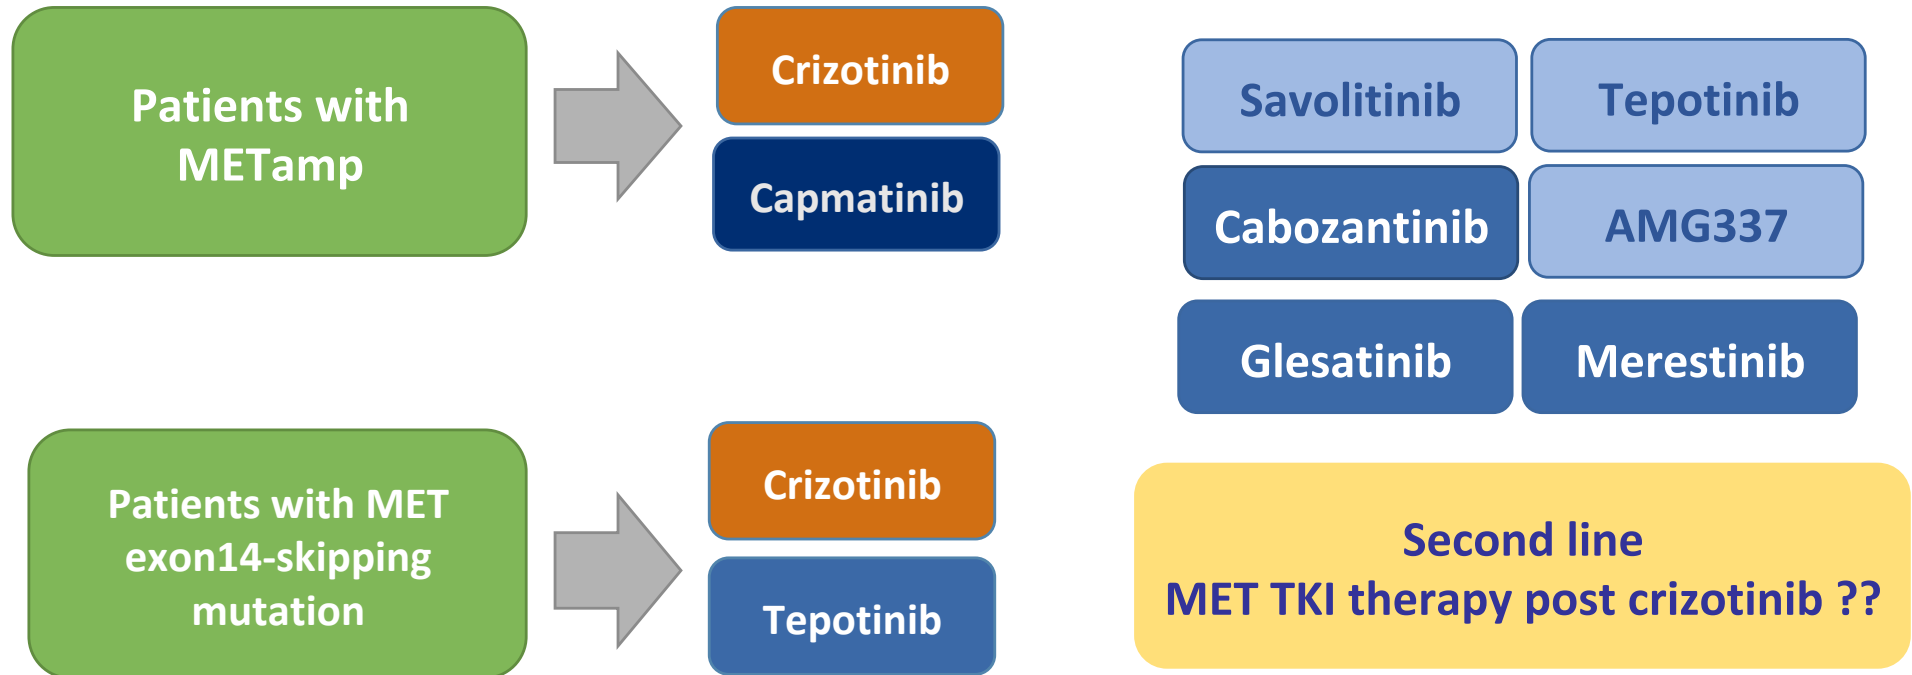 Patients with
METamp
Crizotinib
Capmatinib
Savolitinib
Tepotinib
Cabozantinib
AMG337
Glesatinib
Merestinib
Patients with MET
exon14-skipping
mutation
Crizotinib
Tepotinib
Second line
MET TKI therapy post crizotinib ??